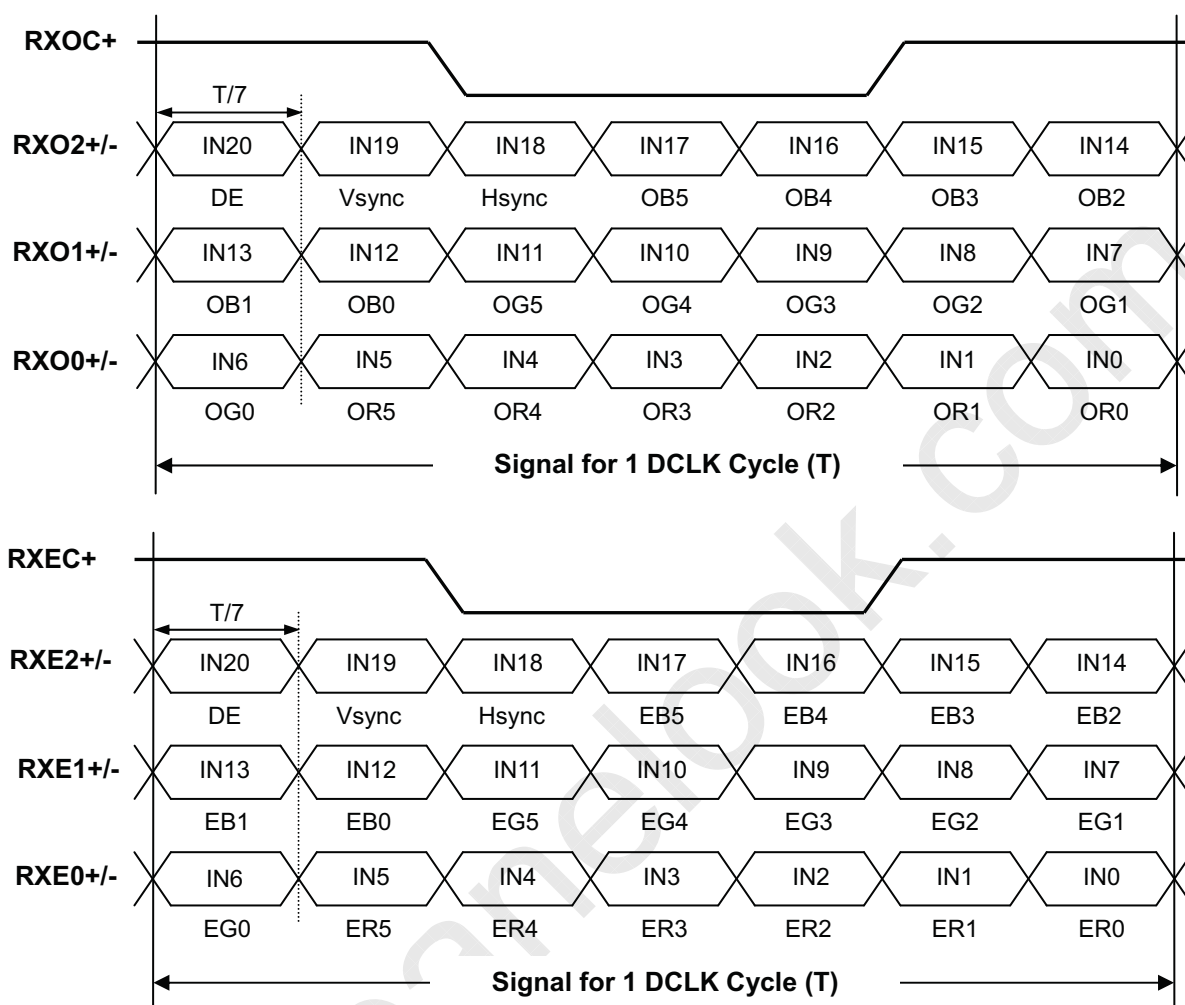 RXOC+
T/7
RXO2+/- IN20 IN19 IN18 IN17 IN16 IN15 IN14
DE Vsync Hsync OB5 OB4 OB3 OB2
RXO1+/- IN13 IN12 IN11 IN10 IN9 IN8 IN7
OB1 OB0 OG5 OG4 OG3 OG2 OG1
RXO0+/- IN6 IN5 IN4 IN3 IN2 IN1 IN0
OG0 OR5 OR4 OR3 OR2 OR1 OR0
Signal for 1 DCLK Cycle (T)
RXEC+
T/7
RXE2+/- IN20 IN19 IN18 IN17 IN16 IN15 IN14
DE Vsync Hsync EB5 EB4 EB3 EB2
RXE1+/- IN13 IN12 IN11 IN10 IN9 IN8 IN7
EB1 EB0 EG5 EG4 EG3 EG2 EG1
RXE0+/- IN6 IN5 IN4 IN3 IN2 IN1 IN0
EG0 ER5 ER4 ER3 ER2 ER1 ER0
Signal for 1 DCLK Cycle (T)